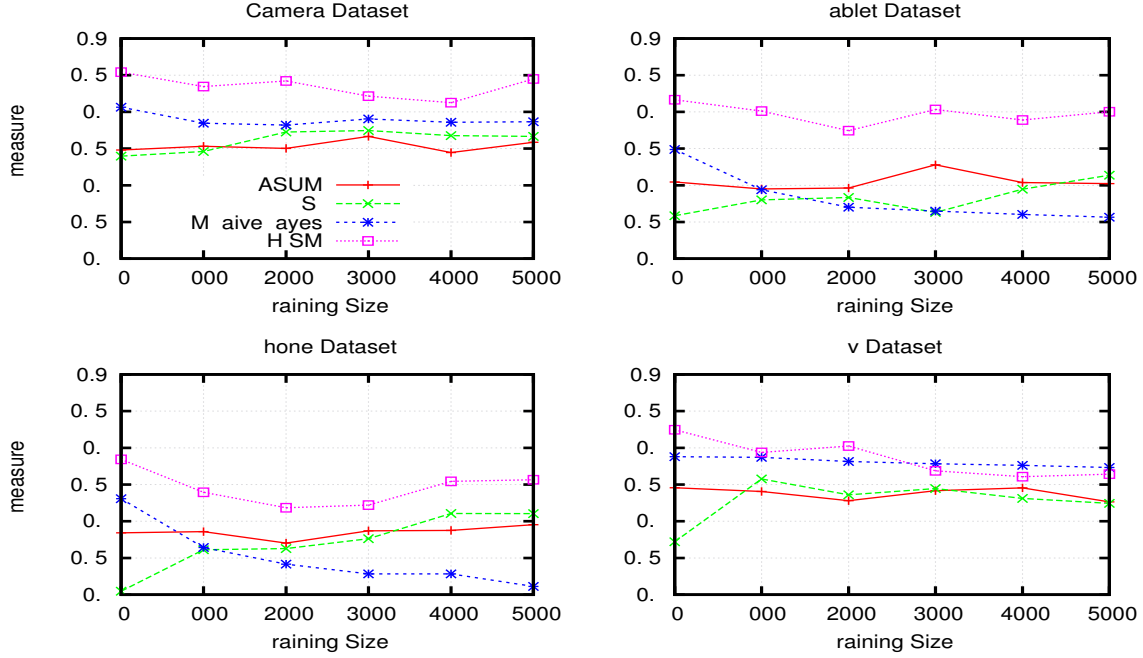 Camera Dataset
0.9
0. 5
0.
0. 5
0.
0. 5
0.
measure
ASUM
S
M aive ayes
H SM
0 000 2000 3000 4000 5000
raining Size
ablet Dataset
0.9
0. 5
0.
0. 5
0.
0. 5
0.
0 000 2000 3000 4000 5000
raining Size
hone Dataset
0.9
0. 5
0.
0. 5
0.
0. 5
0.
measure
0 000 2000 3000 4000 5000
raining Size
v Dataset
0.9
0. 5
0.
0. 5
0.
0. 5
0.
0 000 2000 3000 4000 5000
raining Size